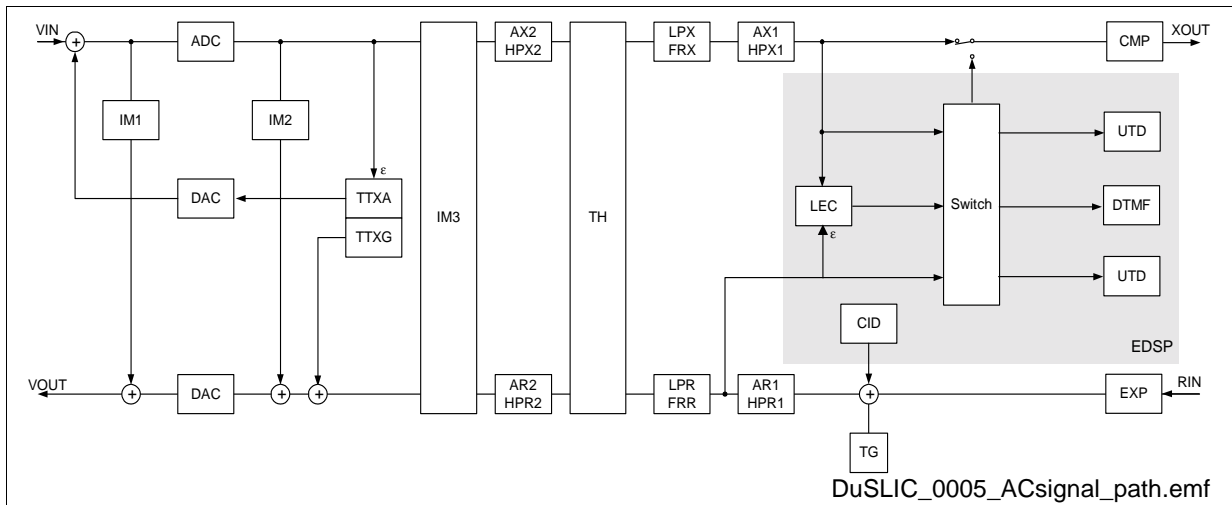 VIN
+
ADC
IM1
IM2
ε
DAC
TTXA
TTXG
IM3
AX2
HPX2
TH
LPX
FRX
AX1
HPX1
CMP
XOUT
LEC
ε
Switch
UTD
DTMF
UTD
CID
EDSP
VOUT
+
DAC
+
+
AR2
HPR2
LPR
FRR
AR1
HPR1
+
EXP
RIN
TG
DuSLIC_0005_ACsignal_path.emf